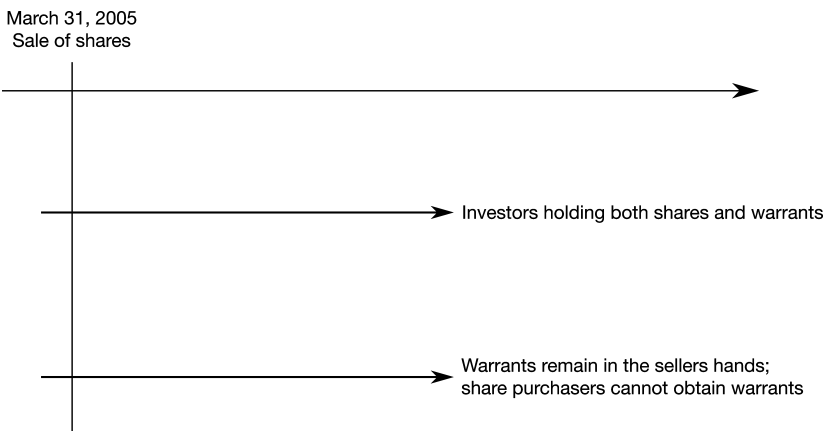 March 31, 2005
Sale of shares
Investors holding both shares and warrants
Warrants remain in the sellers hands;
share purchasers cannot obtain warrants